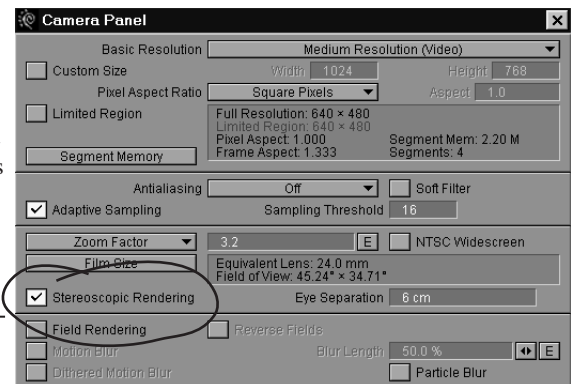 Camera Panel
Basic Resolution Medium Resolution (Video)
Custom Size Width 1024 Height 768
Pixel Aspect Ratio Square Pixels Aspect 1.0
Limited Region
Full Resolution: 640 × 480
Limited Region: 640 × 480
Pixel Aspect: 1.000 Segment Mem: 2.20 M
Frame Aspect: 1.333 Segments: 4
Segment Memory
s
Antialiasing Off Soft Filter
Adaptive Sampling Sampling Threshold 16
Zoom Factor 3.2 E NTSC Widescreen
Film Size
Equivalent Lens: 24.0 mm
Field of View: 45.24° × 34.71°
Stereoscopic Rendering Eye Separation 6 cm
Field Rendering Reverse Fields
Motion Blur Blur Length 50.0 % E
Dithered Motion Blur Particle Blur